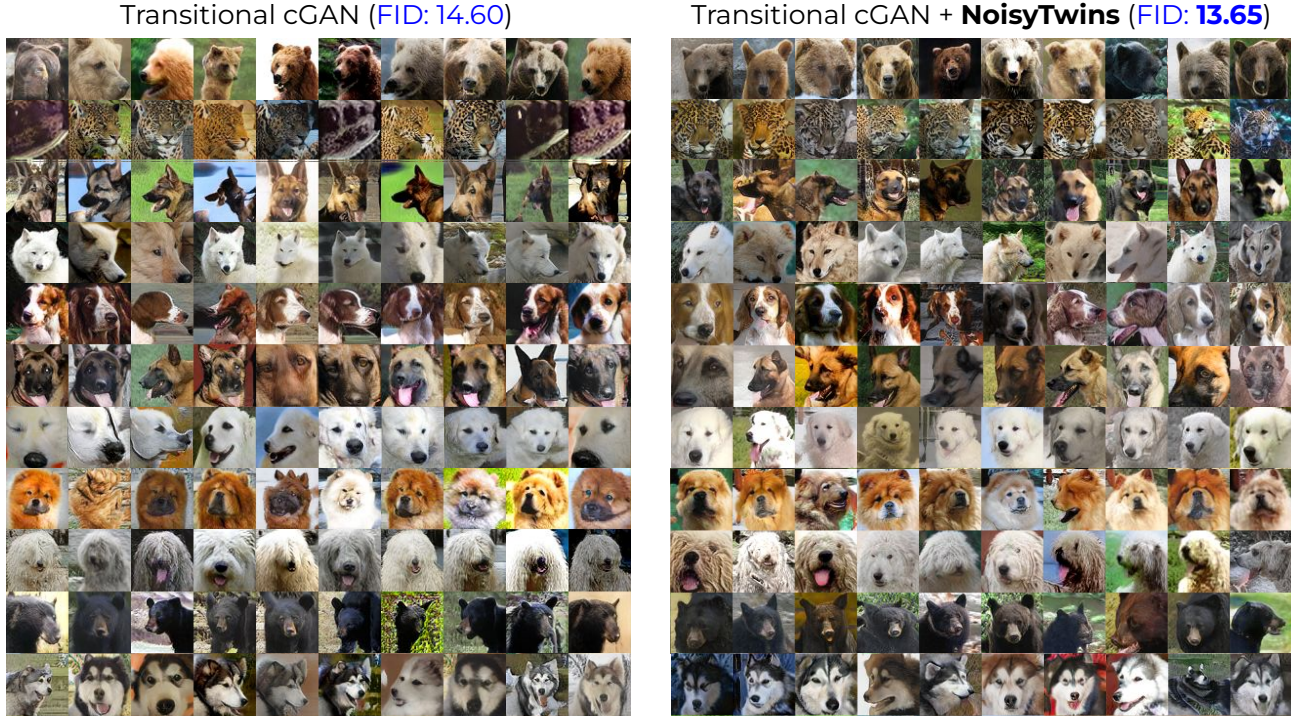 Transitional cGAN (FID: 14.60)
Transitional cGAN + NoisyTwins (FID: 13.65)